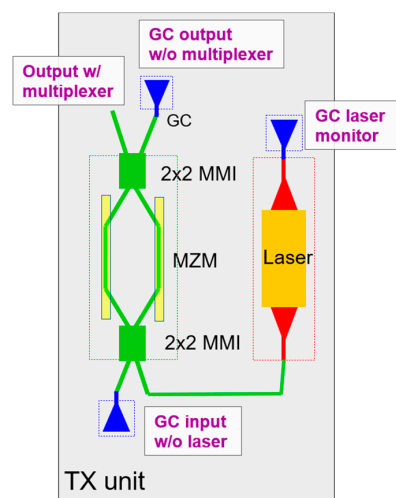 GC output
w/o multiplexer
Output w/
multiplexer
GC
GC laser
monitor
2x2 MMI
MZM
Laser
2x2 MMI
GC input
w/o laser
TX unit